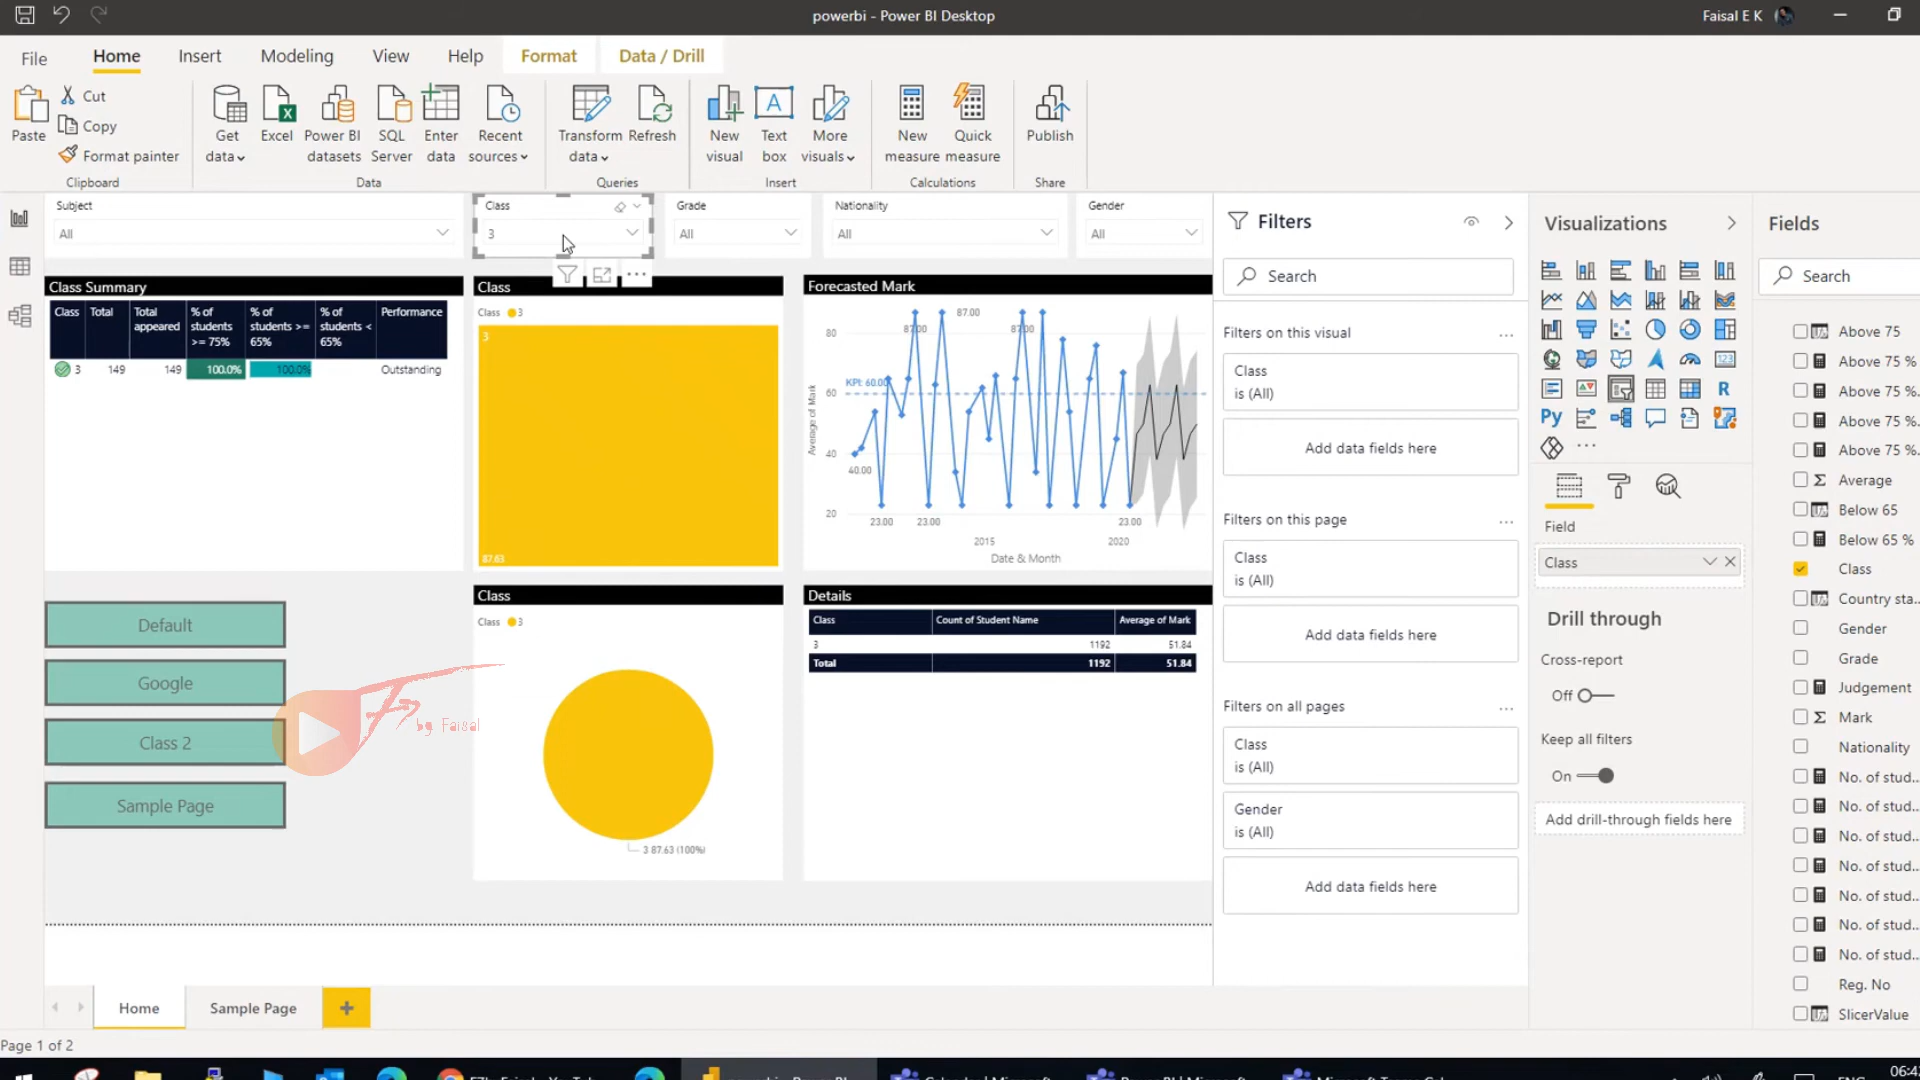 powerbi - Power BI Desktop
Faisal E K
File
Home
Insert
Modeling
View
Help
Format
Data / Drill
Paste
Cut
Copy
Format painter
Get data
Excel
Power BI datasets
SQL Server
Enter data
Recent sources
Transform data
Refresh
New visual
Text box
More visuals
New measure
Quick measure
Publish
Clipboard
Data
Queries
Insert
Calculations
Share
Subject
All
Class
3
Grade
All
Nationality
All
Gender
All
Class Summary
Class
Total
Total appeared
% of students >= 75%
% of students >= 65%
% of students < 65%
Performance
3
149
149
100.0%
100.0%
Outstanding
Class
Class 3
3
87.63
Forecasted Mark
Average of Mark
80
60
40
20
KPI: 60.00
87.00
87.00
87.00
40.00
23.00
23.00
23.00
2015
2020
Date & Month
Default
Google
Class 2
Sample Page
by Faisal
Class
Class 3
3 87.63 (100%)
Details
Class
Count of Student Name
Average of Mark
3
1192
51.84
Total
1192
51.84
Filters
Search
Filters on this visual
Class
is (All)
Add data fields here
Filters on this page
Class
is (All)
Add data fields here
Filters on all pages
Class
is (All)
Gender
is (All)
Add data fields here
Visualizations
123
R
Py
Field
Class
Drill through
Cross-report
Off
Keep all filters
On
Add drill-through fields here
Fields
Search
Above 75
Above 75 %
Above 75 %.
Above 75 %.
Above 75 %.
Average
Below 65
Below 65 %
Class
Country sta...
Gender
Grade
Judgement
Mark
Nationality
No. of stud...
No. of stud...
No. of stud...
No. of stud...
No. of stud...
No. of stud...
No. of stud...
Reg. No
SlicerValue
Home
Sample Page
Page 1 of 2